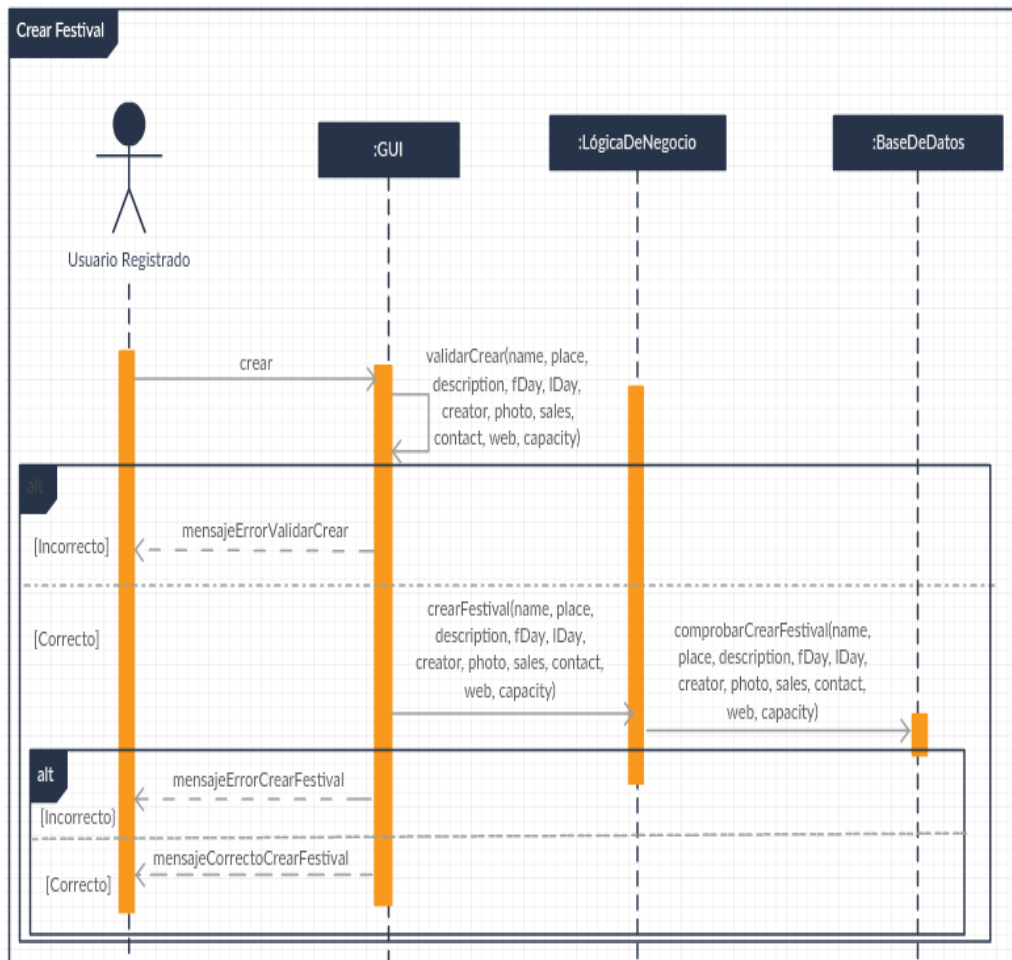 Crear Festival
:GUI
:LógicaDeNegocio
:BaseDeDatos
Usuario Registrado
crear
validarCrear(name, place,
description, fDay, lDay,
creator, photo, sales,
contact, web, capacity)
alt
mensajeErrorValidarCrear
[Incorrecto]
[Correcto]
crearFestival(name, place,
description, fDay, lDay,
creator, photo, sales, contact,
web, capacity)
comprobarCrearFestival(name,
place, description, fDay, lDay,
creator, photo, sales, contact,
web, capacity)
alt
mensajeErrorCrearFestival
[Incorrecto}
mensajeCorrectoCrearFestival
[Correcto]